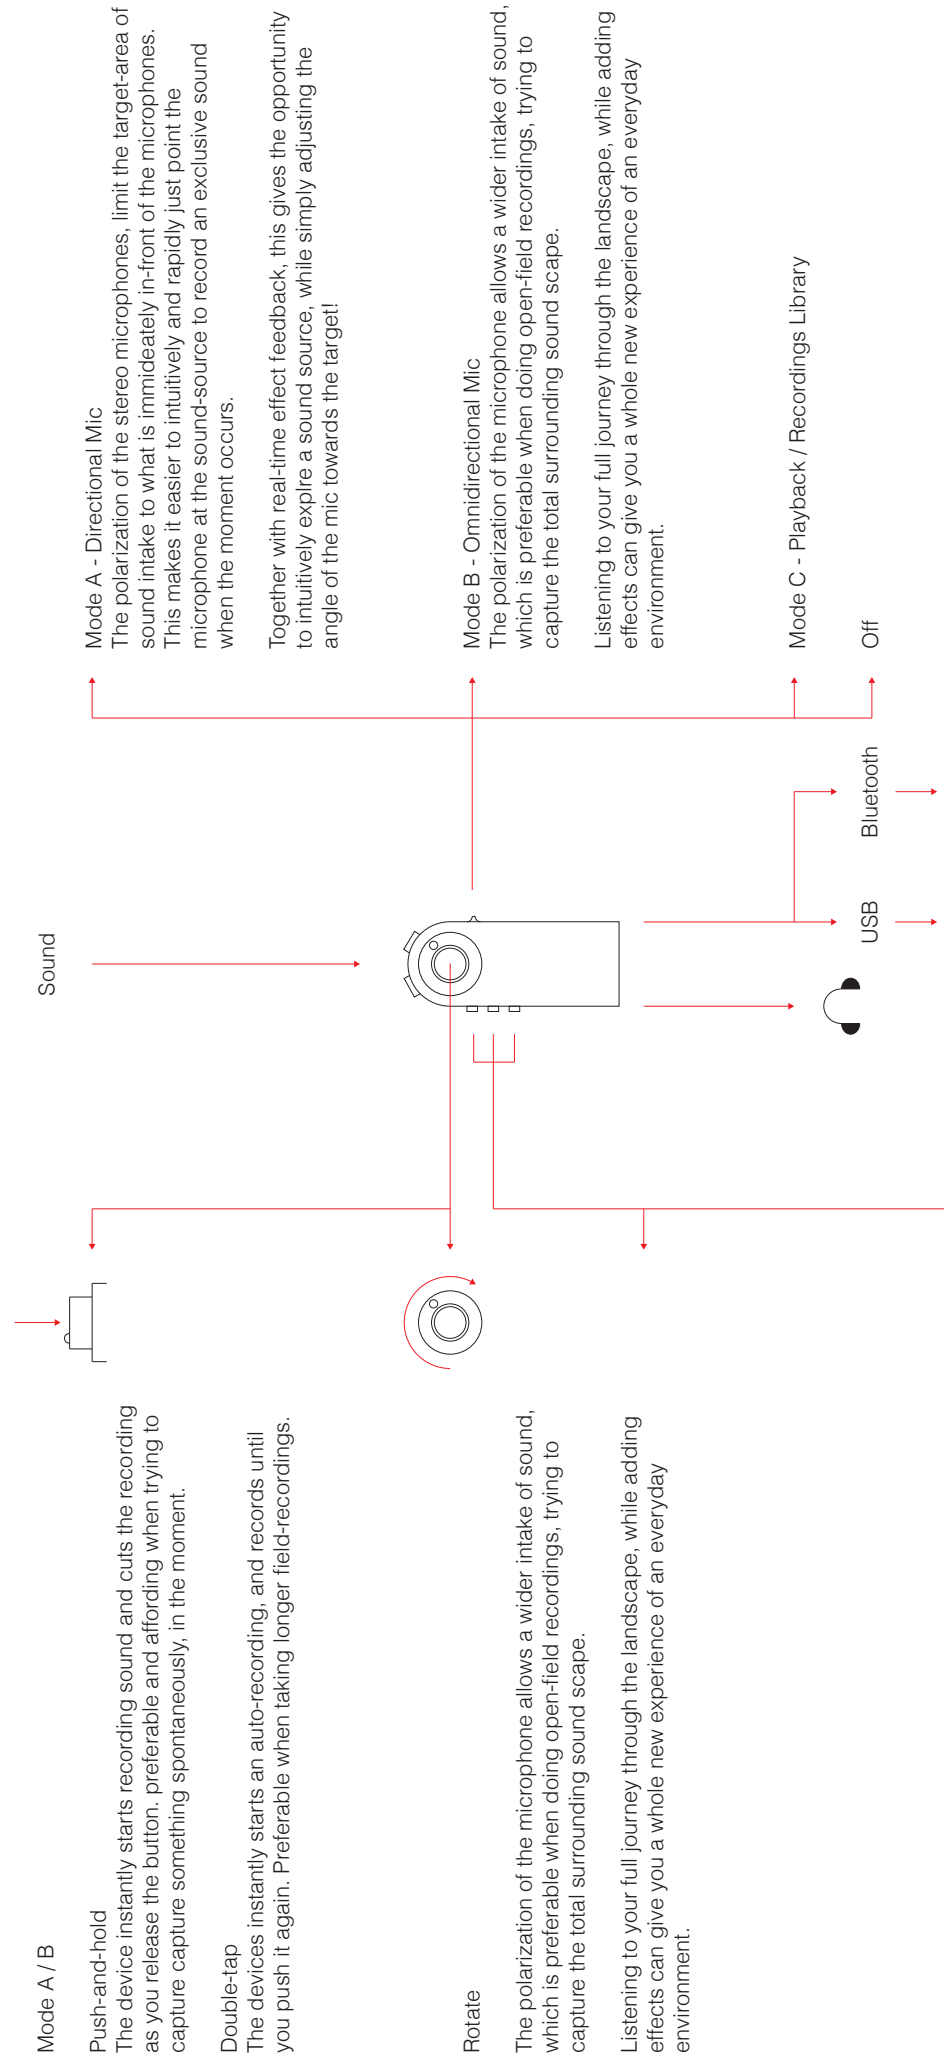 Mode A / B
Push-and-hold
The device instantly starts recording sound and cuts the recording
as you release the button. preferable and affording when trying to
capture capture something spontaneously, in the moment.
Double-tap
The devices instantly starts an auto-recording, and records until
you push it again. Preferable when taking longer field-recordings.
Rotate
The polarization of the microphone allows a wider intake of sound,
which is preferable when doing open-field recordings, trying to
capture the total surrounding sound scape.
Listening to your full journey through the landscape, while adding
effects can give you a whole new experience of an everyday
environment.
Sound
USB
Bluetooth
Mode A - Directional Mic
The polarization of the stereo microphones, limit the target-area of
sound intake to what is immideately in-front of the microphones.
This makes it easier to intuitively and rapidly just point the
microphone at the sound-source to record an exclusive sound
when the moment occurs.
Together with real-time effect feedback, this gives the opportunity
to intuitively explre a sound source, while simply adjusting the
angle of the mic towards the target!
Mode B - Omnidirectional Mic
The polarization of the microphone allows a wider intake of sound,
which is preferable when doing open-field recordings, trying to
capture the total surrounding sound scape.
Listening to your full journey through the landscape, while adding
effects can give you a whole new experience of an everyday
environment.
Mode C - Playback / Recordings Library
Off